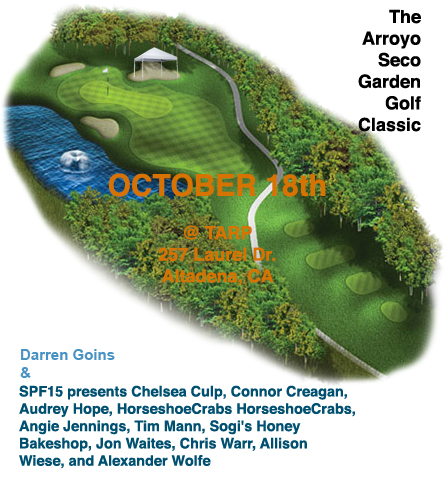 The
Arroyo
Seco
Garden
Golf
Classic
OCTOBER 18th
@ TARP
257 Laurel Dr.
Altadena, CA
Darren Goins
&
SPF15 presents Chelsea Culp, Connor Creagan,
Audrey Hope, HorseshoeCrabs HorseshoeCrabs,
Angie Jennings, Tim Mann, Sogi's Honey
Bakeshop, Jon Waites, Chris Warr, Allison
Wiese, and Alexander Wolfe